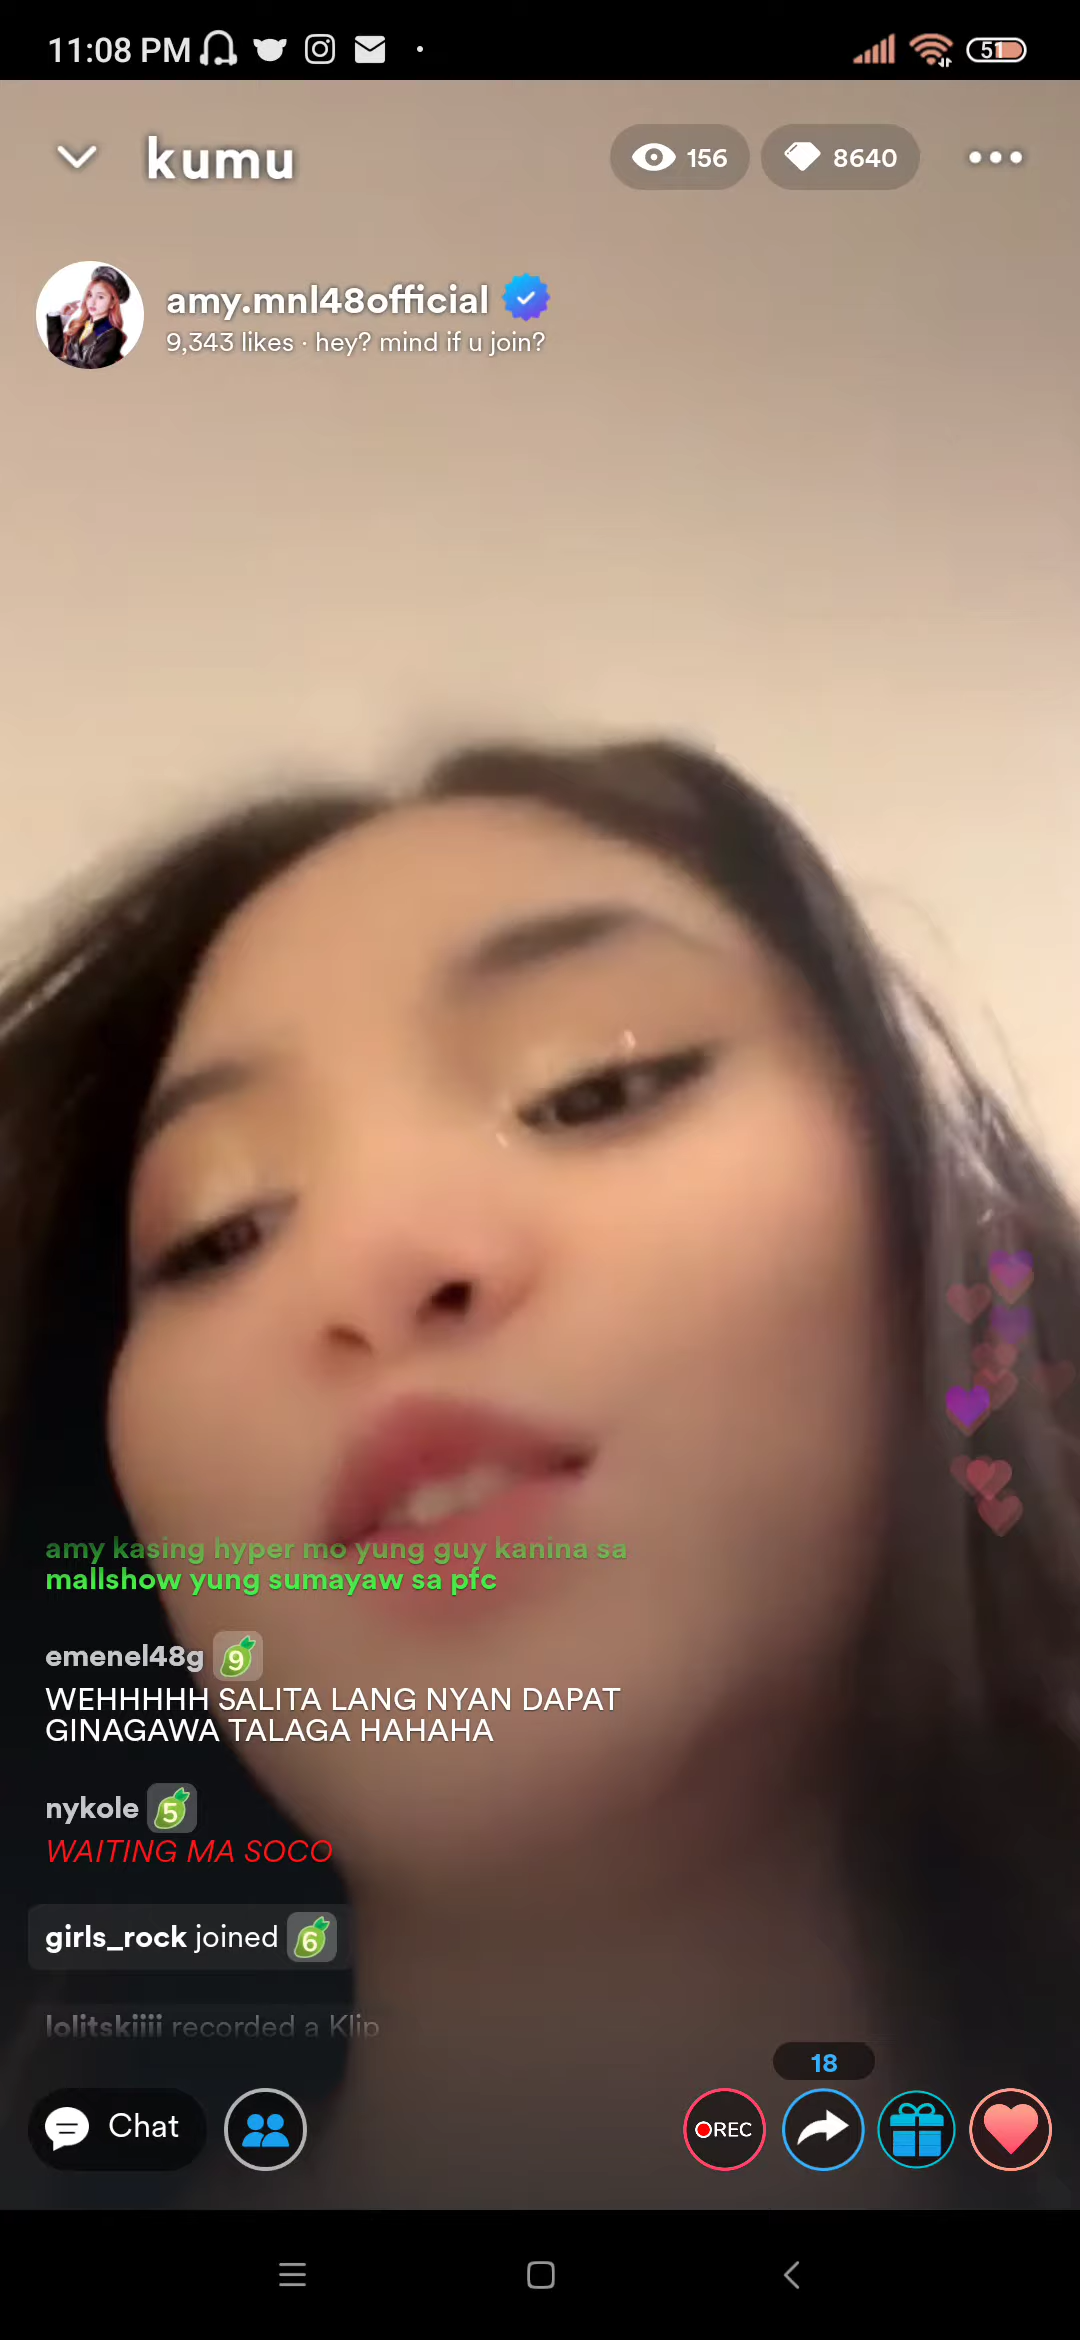 11:08 PM
51
kumu
156
8640
amy.mnl48official
9,343 likes · hey? mind if u join?
amy kasing hyper mo yung guy kanina sa
mallshow yung sumayaw sa pfc
emenel48g 9
WEHHHHH SALITA LANG NYAN DAPAT
GINAGAWA TALAGA HAHAHA
nykole 5
WAITING MA SOCO
girls_rock joined 6
lolitskiiii recorded a Klip
18
Chat
REC